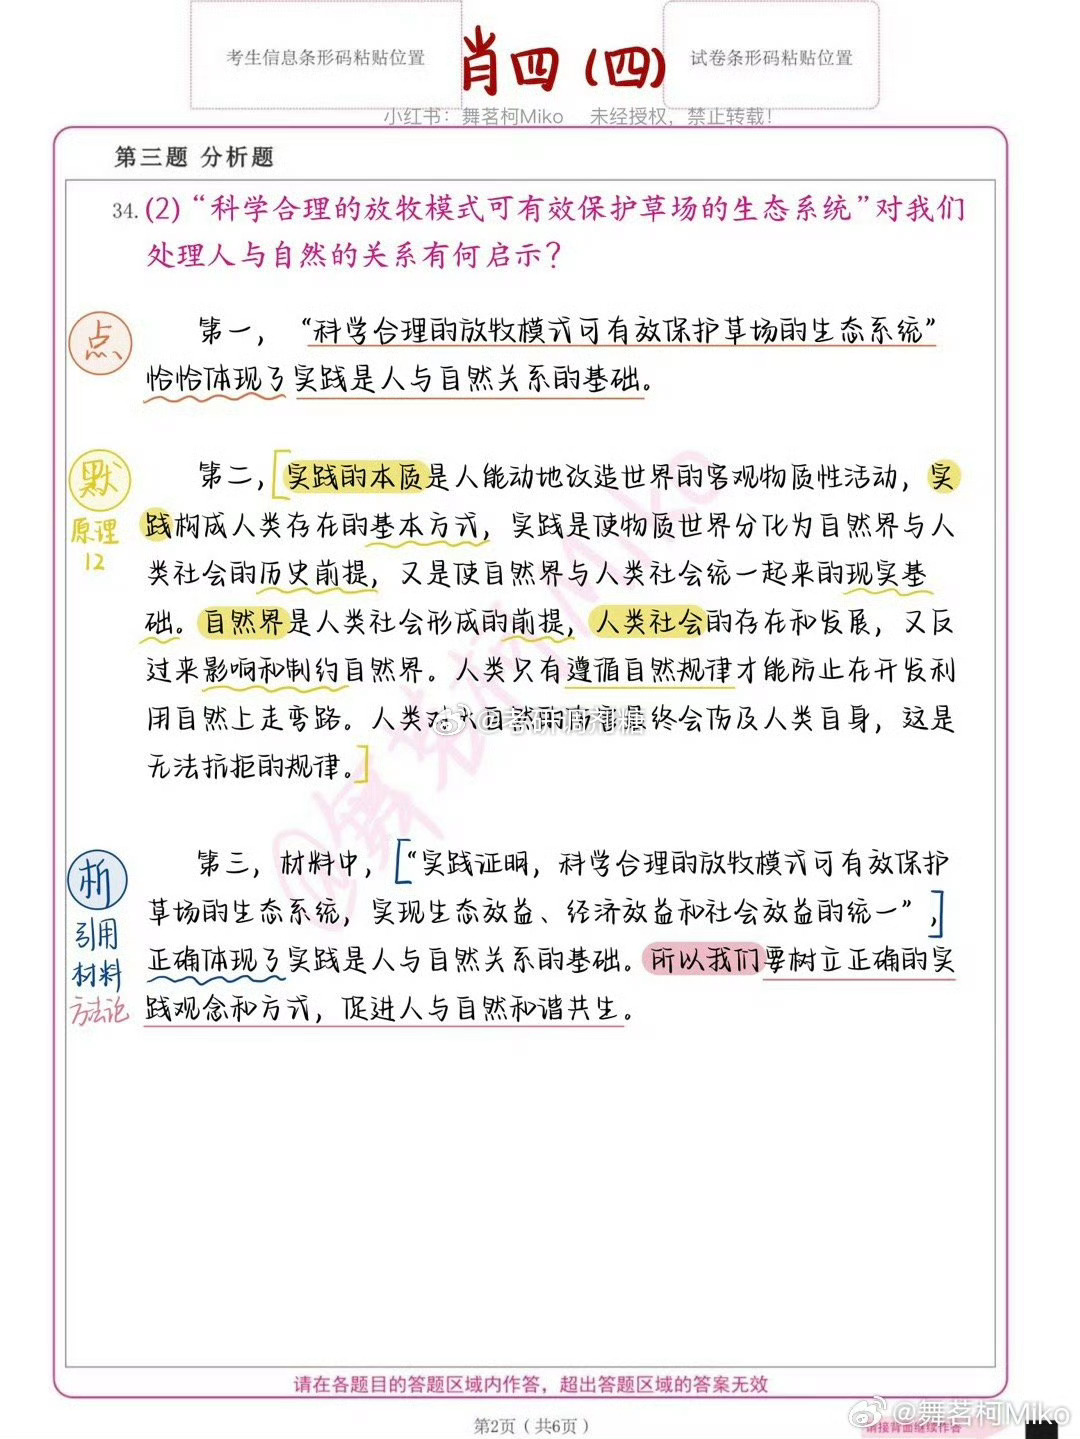 考生信息条形码粘贴位置
肖四(四)
试卷条形码粘贴位置
小红书：舞茗柯Miko 未经授权，禁止转载！
第三题 分析题
34.(2)“科学合理的放牧模式可有效保护草场的生态系统”对我们
处理人与自然的关系有何启示？
点
第一，“科学合理的放牧模式可有效保护草场的生态系统”
恰恰体现了实践是人与自然关系的基础。
默
原理
12
第二，[实践的本质是人能动地改造世界的客观物质性活动，实
践构成人类存在的基本方式，实践是使物质世界分化为自然界与人
类社会的历史前提，又是使自然界与人类社会统一起来的现实基
础。自然界是人类社会形成的前提，人类社会的存在和发展，又反
过来影响和制约自然界。人类只有遵循自然规律才能防止在开发利
用自然上走弯路。人类对大自然的伤害最终会伤及人类自身，这是
无法抗拒的规律。]
@考研调剂糖
@舞茗柯Miko
析
引用
材料
方法论
第三，材料中，[“实践证明，科学合理的放牧模式可有效保护
草场的生态系统，实现生态效益、经济效益和社会效益的统一”，]
正确体现了实践是人与自然关系的基础。所以我们要树立正确的实
践观念和方式，促进人与自然和谐共生。
请在各题目的答题区域内作答，超出答题区域的答案无效
第2页（共6页）
请接背面继续作答
@舞茗柯Miko